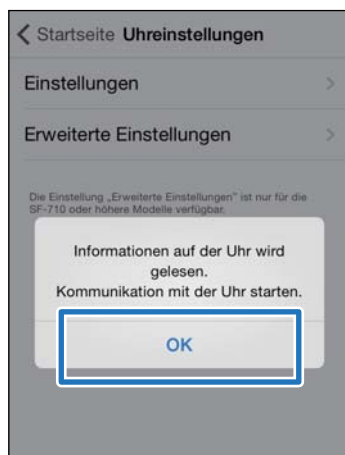 Startseite Uhreinstellungen
Einstellungen
Erweiterte Einstellungen
Die Einstellung „Erweiterte Einstellungen“ ist nur für die
SF-710 oder höhere Modelle verfügbar.
Informationen auf der Uhr wird
gelesen.
Kommunikation mit der Uhr starten.
OK